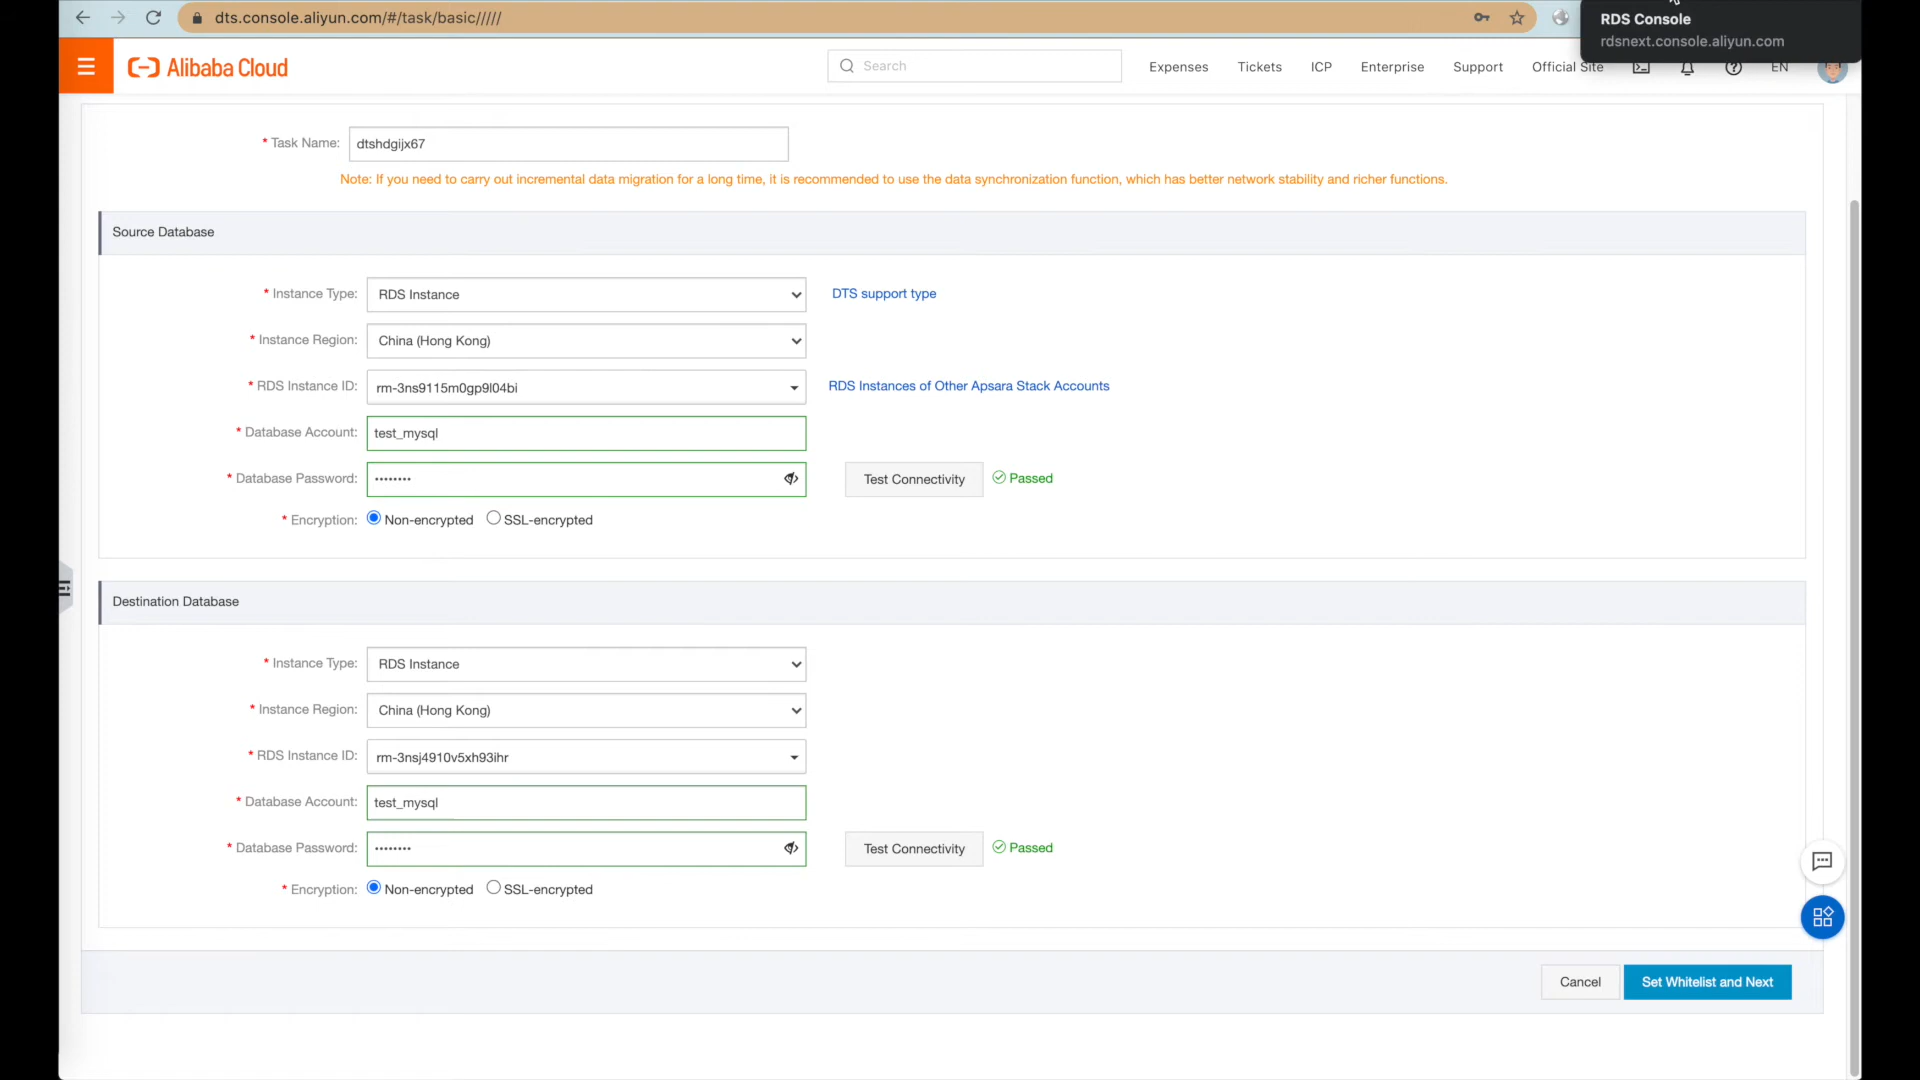 dts.console.aliyun.com/#/task/basic/////
RDS Console
rdsnext.console.aliyun.com
Alibaba Cloud
Search
Expenses
Tickets
ICP
Enterprise
Support
Official Site
EN
* Task Name:
dtshdgijx67
Note: If you need to carry out incremental data migration for a long time, it is recommended to use the data synchronization function, which has better network stability and richer functions.
Source Database
* Instance Type:
RDS Instance
DTS support type
* Instance Region:
China (Hong Kong)
* RDS Instance ID:
rm-3ns9115m0gp9l04bi
RDS Instances of Other Apsara Stack Accounts
* Database Account:
test_mysql
* Database Password:
••••••••
Test Connectivity
Passed
* Encryption:
Non-encrypted
SSL-encrypted
Destination Database
* Instance Type:
RDS Instance
* Instance Region:
China (Hong Kong)
* RDS Instance ID:
rm-3nsj4910v5xh93ihr
* Database Account:
test_mysql
* Database Password:
••••••••
Test Connectivity
Passed
* Encryption:
Non-encrypted
SSL-encrypted
Cancel
Set Whitelist and Next